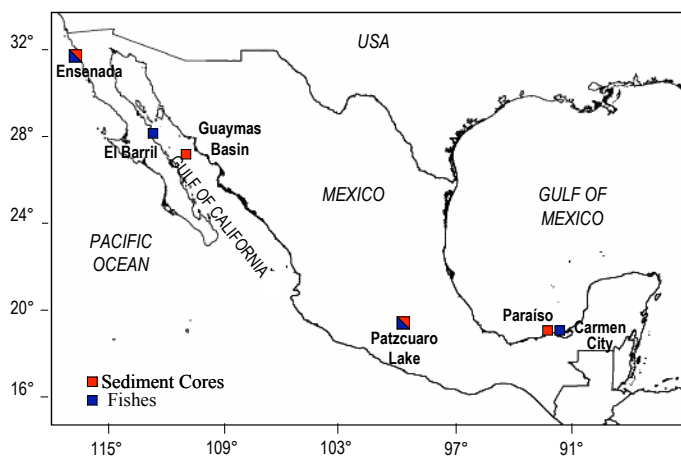 32°
28°
24°
20°
16°
USA
Ensenada
El Barril
Guaymas
Basin
GULF OF CALIFORNIA
MEXICO
GULF OF
MEXICO
PACIFIC
OCEAN
Paraíso
Carmen
City
Patzcuaro
Lake
Sediment Cores
Fishes
115°
109°
103°
97°
91°